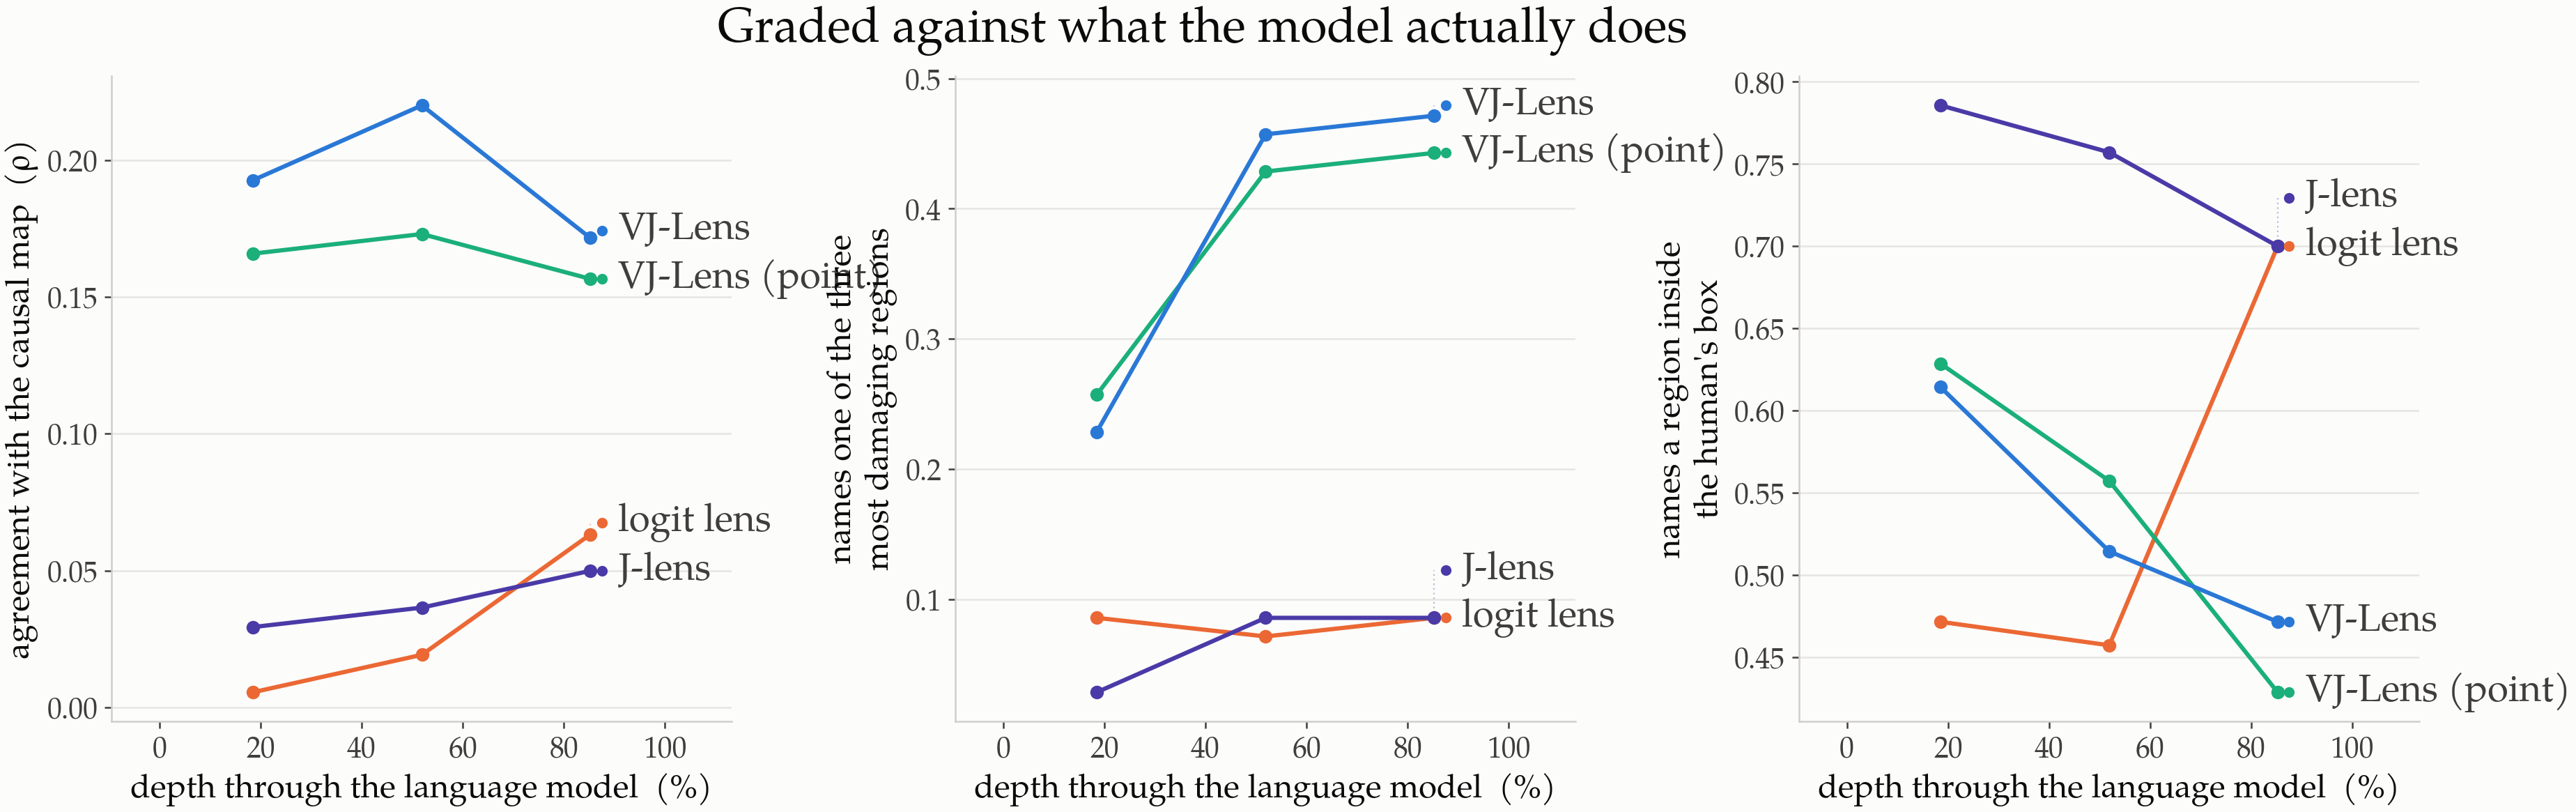 Graded against what the model actually does
agreement with the causal map (ρ)
0.20
0.15
0.10
0.05
0.00
0 20 40 60 80 100
depth through the language model (%)
VJ-Lens
VJ-Lens (point)
logit lens
J-lens
names one of the three
most damaging regions
0.5
0.4
0.3
0.2
0.1
0 20 40 60 80 100
depth through the language model (%)
VJ-Lens
VJ-Lens (point)
J-lens
logit lens
names a region inside
the human's box
0.80
0.75
0.70
0.65
0.60
0.55
0.50
0.45
0 20 40 60 80 100
depth through the language model (%)
J-lens
logit lens
VJ-Lens
VJ-Lens (point)